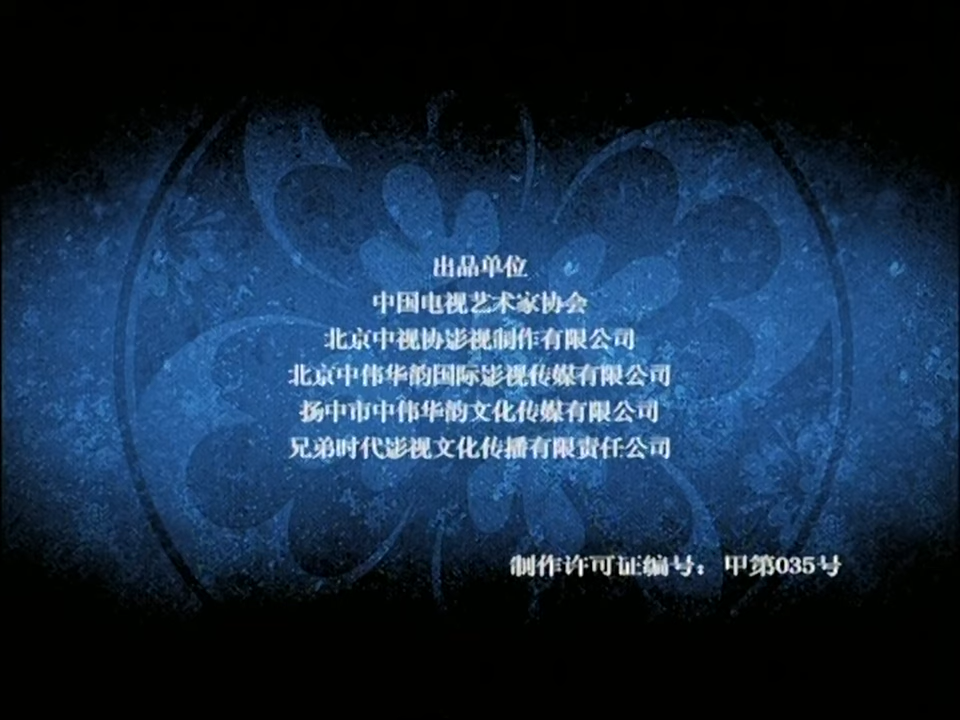 出品单位
中国电视艺术家协会
北京中视协影视制作有限公司
北京中伟华韵国际影视传媒有限公司
扬中市中伟华韵文化传媒有限公司
兄弟时代影视文化传播有限责任公司
制作许可证编号：甲第035号